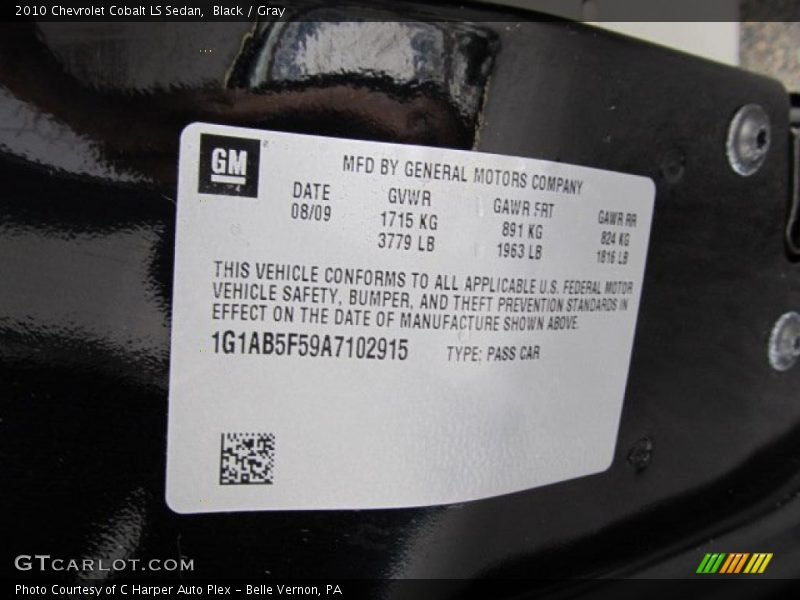 2010 Chevrolet Cobalt LS Sedan, Black / Gray
GM
MFD BY GENERAL MOTORS COMPANY
DATE GVWR GAWR FRT GAWR RR
08/09 1715 KG 891 KG 824 KG
3779 LB 1963 LB 1816 LB
THIS VEHICLE CONFORMS TO ALL APPLICABLE U.S. FEDERAL MOTOR
VEHICLE SAFETY, BUMPER, AND THEFT PREVENTION STANDARDS IN
EFFECT ON THE DATE OF MANUFACTURE SHOWN ABOVE.
1G1AB5F59A7102915 TYPE: PASS CAR
GTCARLOT.COM
Photo Courtesy of C Harper Auto Plex - Belle Vernon, PA